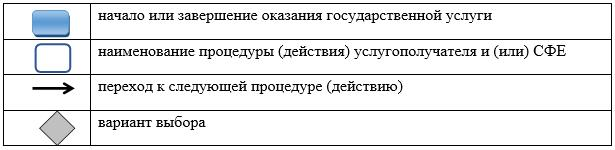 начало или завершение оказания государственной услуги
наименование процедуры (действия) услугополучателя и (или) СФЕ
переход к следующей процедуре (действию)
вариант выбора